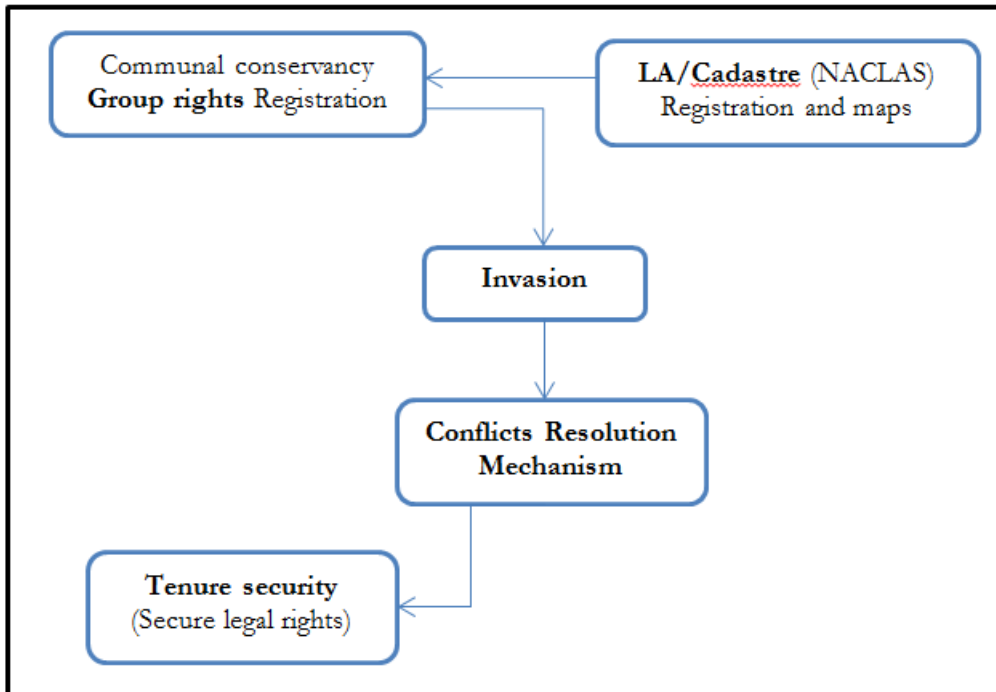 Communal conservancy
Group rights Registration
LA/Cadastre (NACLAS)
Registration and maps
Invasion
Conflicts Resolution
Mechanism
Tenure security
(Secure legal rights)